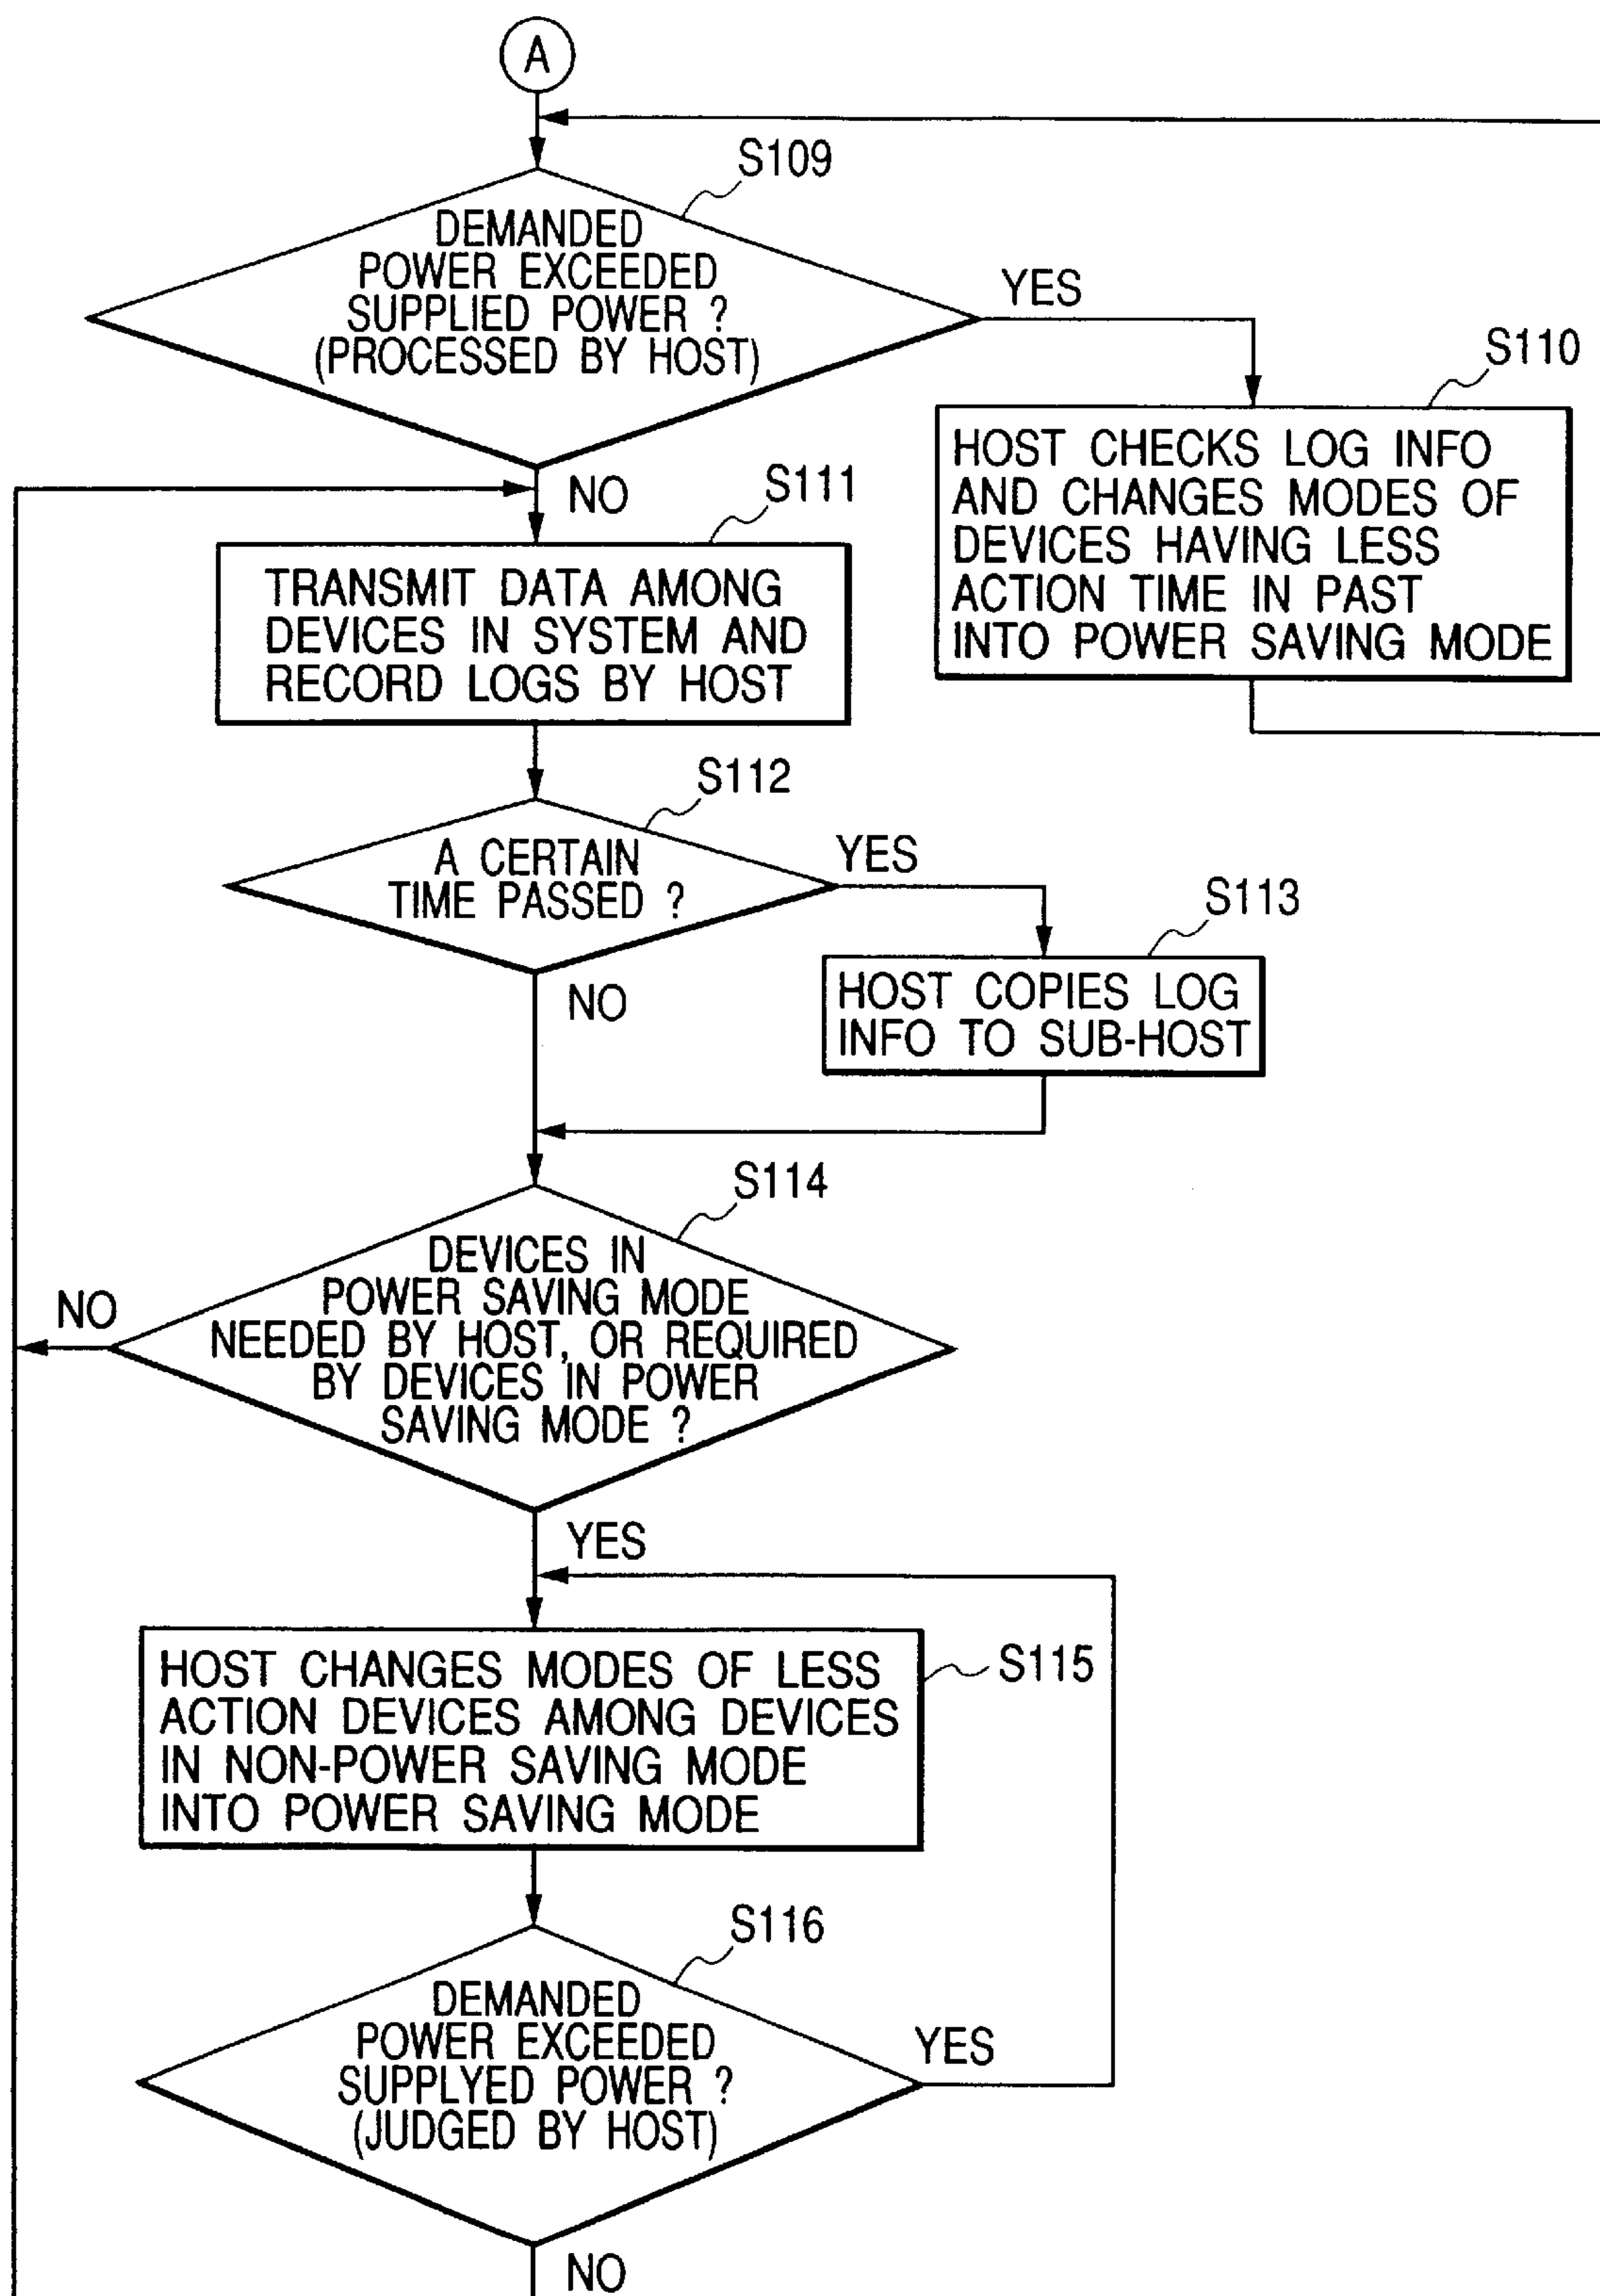 A
S109
DEMANDED
POWER EXCEEDED
SUPPLIED POWER ?
(PROCESSED BY HOST)
YES
S110
HOST CHECKS LOG INFO
AND CHANGES MODES OF
DEVICES HAVING LESS
ACTION TIME IN PAST
INTO POWER SAVING MODE
NO
S111
TRANSMIT DATA AMONG
DEVICES IN SYSTEM AND
RECORD LOGS BY HOST
S112
A CERTAIN
TIME PASSED ?
YES
S113
HOST COPIES LOG
INFO TO SUB-HOST
NO
S114
DEVICES IN
POWER SAVING MODE
NEEDED BY HOST, OR REQUIRED
BY DEVICES IN POWER
SAVING MODE ?
NO
YES
HOST CHANGES MODES OF LESS
ACTION DEVICES AMONG DEVICES
IN NON-POWER SAVING MODE
INTO POWER SAVING MODE
S115
S116
DEMANDED
POWER EXCEEDED
SUPPLYED POWER ?
(JUDGED BY HOST)
YES
NO